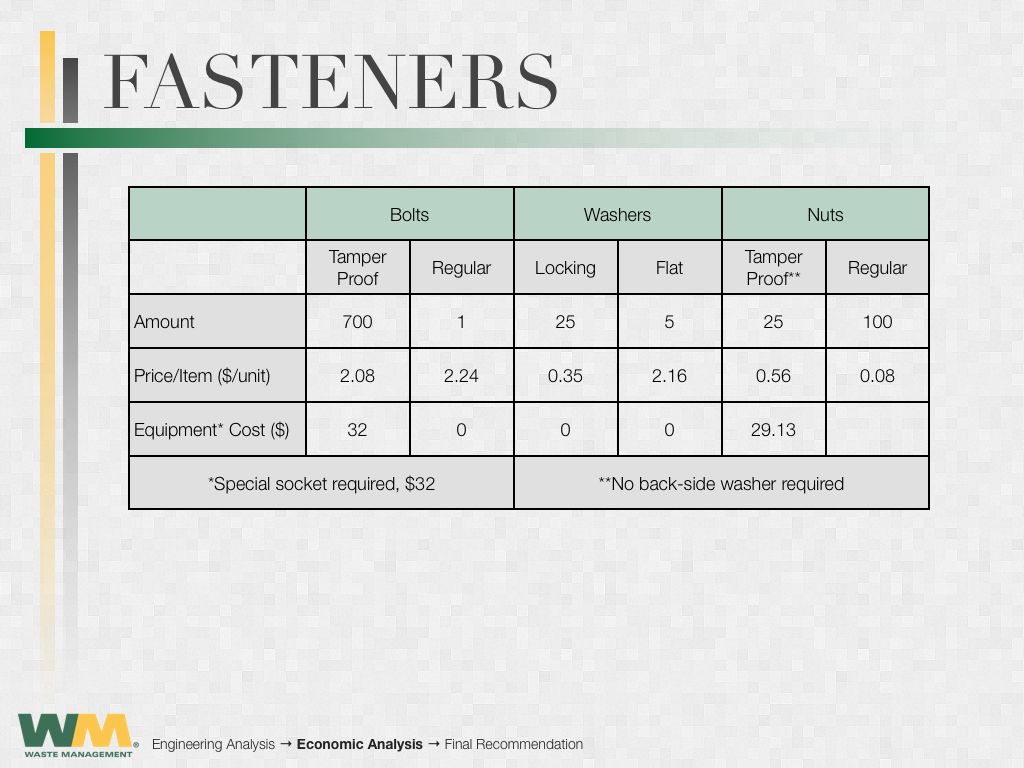 FASTENERS
Bolts Washers Nuts
Tamper Proof Regular Locking Flat Tamper Proof** Regular
Amount 700 1 25 5 25 100
Price/Item ($/unit) 2.08 2.24 0.35 2.16 0.56 0.08
Equipment* Cost ($) 32 0 0 0 29.13
*Special socket required, $32 **No back-side washer required
WM
WASTE MANAGEMENT®
Engineering Analysis → Economic Analysis → Final Recommendation